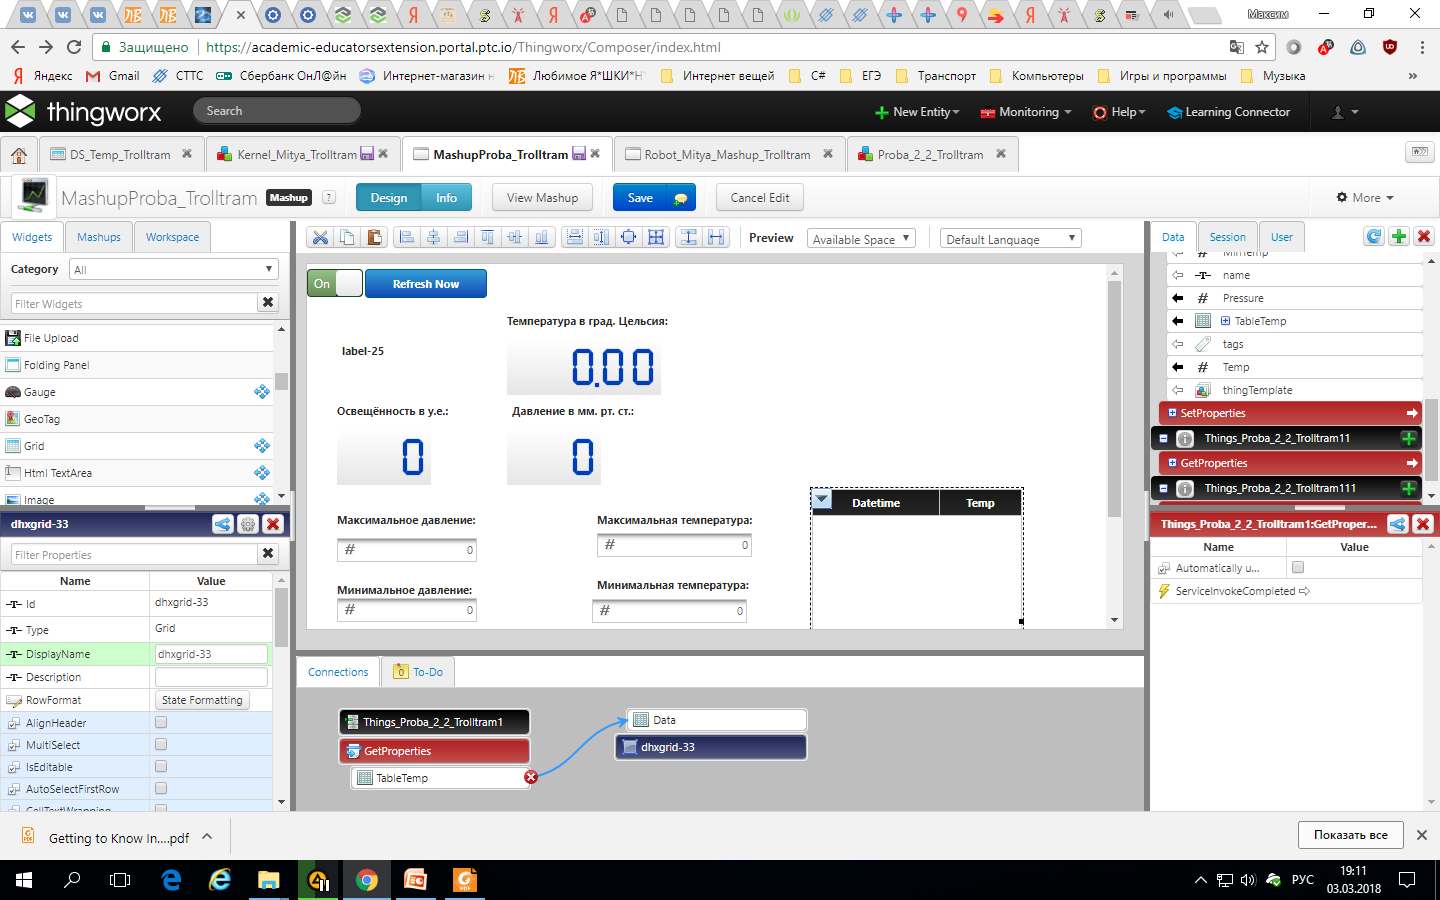 Максим
Защищено
https://academic-educatorsextension.portal.ptc.io/Thingworx/Composer/index.html
Яндекс
Gmail
СТТС
Сбербанк ОнЛ@йн
Интернет-магазин
Любимое Я*ШКИ*Н
Интернет вещей
C#
ЕГЭ
Транспорт
Компьютеры
Игры и программы
Музыка
»
thingworx
Search
New Entity
Monitoring
Help
Learning Connector
DS_Temp_Trolltram
Kernel_Mitya_Trolltram
MashupProba_Trolltram
Robot_Mitya_Mashup_Trolltram
Proba_2_2_Trolltram
MashupProba_Trolltram
Mashup
?
Design
Info
View Mashup
Save
Cancel Edit
More
Widgets
Mashups
Workspace
Category
All
Filter Widgets
File Upload
Folding Panel
Gauge
GeoTag
Grid
Html TextArea
Image
dhxgrid-33
Filter Properties
Name Value
Id dhxgrid-33
Type Grid
DisplayName dhxgrid-33
Description
RowFormat State Formatting
AlignHeader
MultiSelect
IsEditable
AutoSelectFirstRow
CellTextWrapping
Preview
Available Space
Default Language
On
Refresh Now
Температура в град. Цельсия:
label-25
0.00
Освещённость в у.е.:
Давление в мм. рт. ст.:
0
0
Datetime Temp
Максимальное давление:
Максимальная температура:
# 0
# 0
Минимальное давление:
Минимальная температура:
# 0
# 0
Connections
To-Do
Things_Proba_2_2_Trolltram1
GetProperties
TableTemp
Data
dhxgrid-33
Data
Session
User
MinTemp
name
Pressure
TableTemp
tags
Temp
thingTemplate
SetProperties
Things_Proba_2_2_Trolltram11
GetProperties
Things_Proba_2_2_Trolltram111
Things_Proba_2_2_Trolltram1:GetProper...
Name Value
Automatically u...
ServiceInvokeCompleted
Getting to Know In....pdf
Показать все
РУС
19:11
03.03.2018